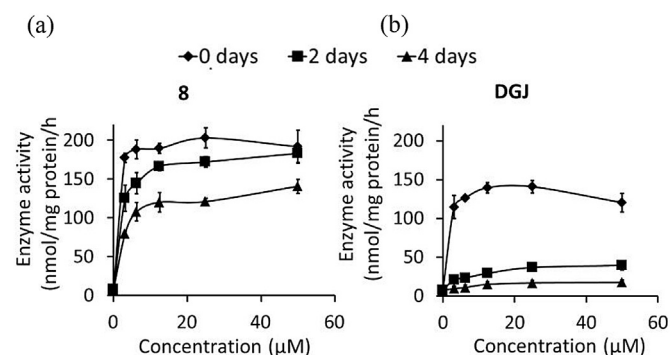 (a) (b)
0 days 2 days 4 days
8 DGJ
Enzyme activity
(nmol/mg protein/h
200
150
100
50
0
0 20 40 60
Concentration (μM)
Enzyme activity
(nmol/mg protein/h
200
150
100
50
0
0 20 40 60
Concentration (μM)